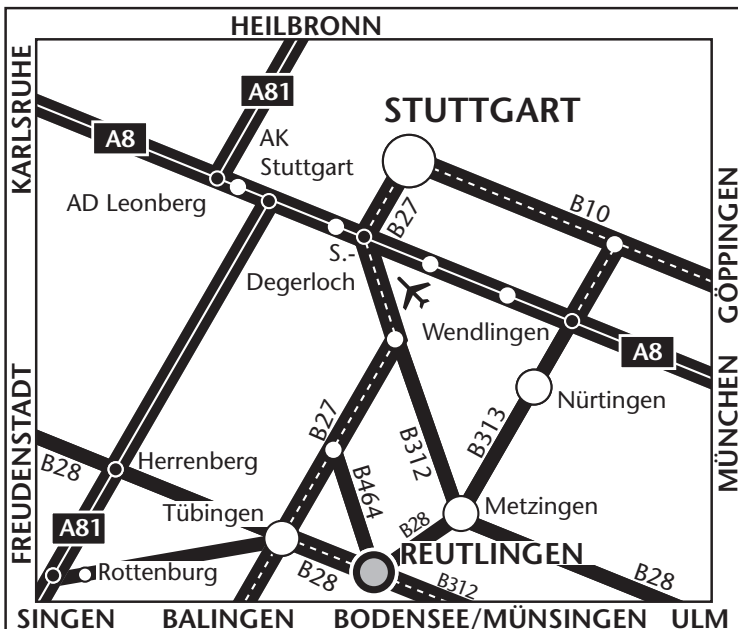 HEILBRONN
KARLSRUHE
A81
STUTTGART
A8
AK
Stuttgart
AD Leonberg
B27
B10
S.-
Degerloch
GÖPPINGEN
Wendlingen
A8
Nürtingen
B313
MÜNCHEN
FREUDENSTADT
B27
B312
B28
Herrenberg
B464
Metzingen
Tübingen
A81
B28
REUTLINGEN
Rottenburg
B28
B312
B28
SINGEN BALINGEN BODENSEE/MÜNSINGEN ULM